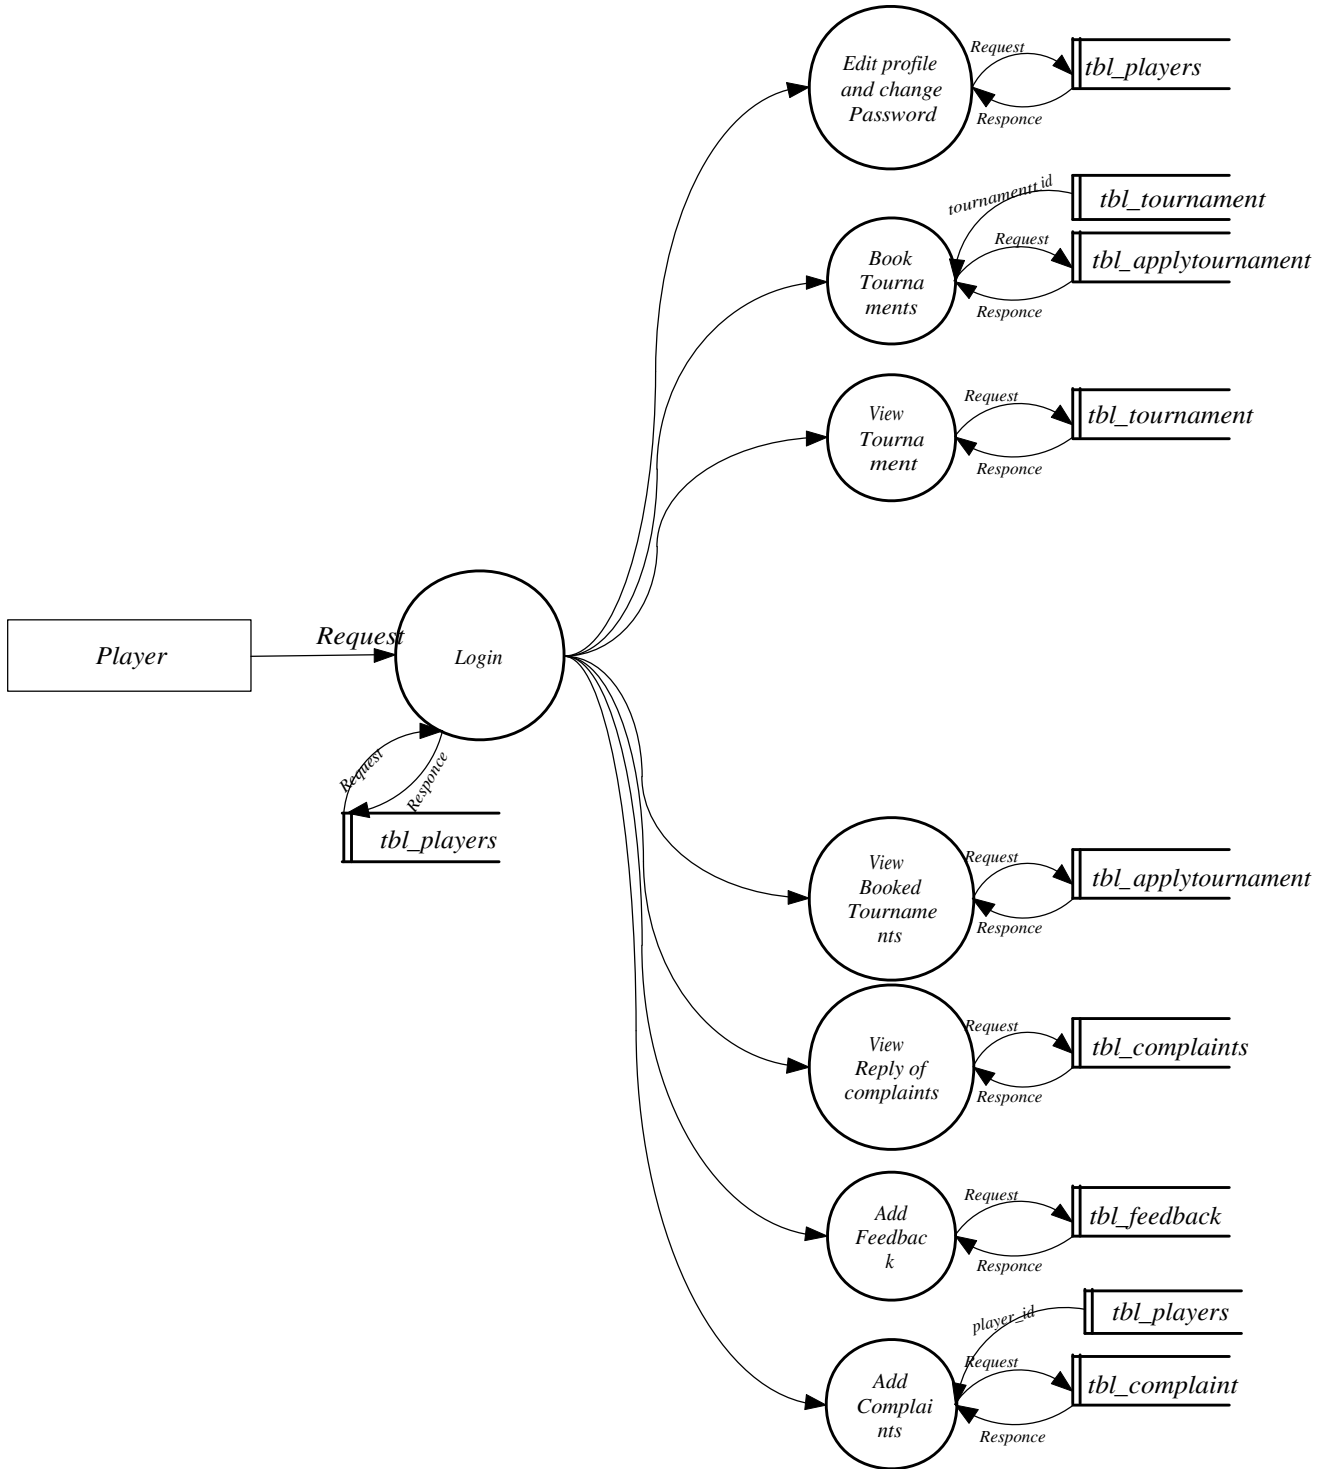 Edit profile
and change
Password
Request
Responce
tbl_players
tournamentt_id
tbl_tournament
Book
Tourna
ments
Request
Responce
tbl_applytournament
View
Tourna
ment
Request
Responce
tbl_tournament
Player
Request
Login
Request
Responce
tbl_players
View
Booked
Tourname
nts
Request
Responce
tbl_applytournament
View
Reply of
complaints
Request
Responce
tbl_complaints
Add
Feedbac
k
Request
Responce
tbl_feedback
player_id
tbl_players
Add
Complai
nts
Request
Responce
tbl_complaint